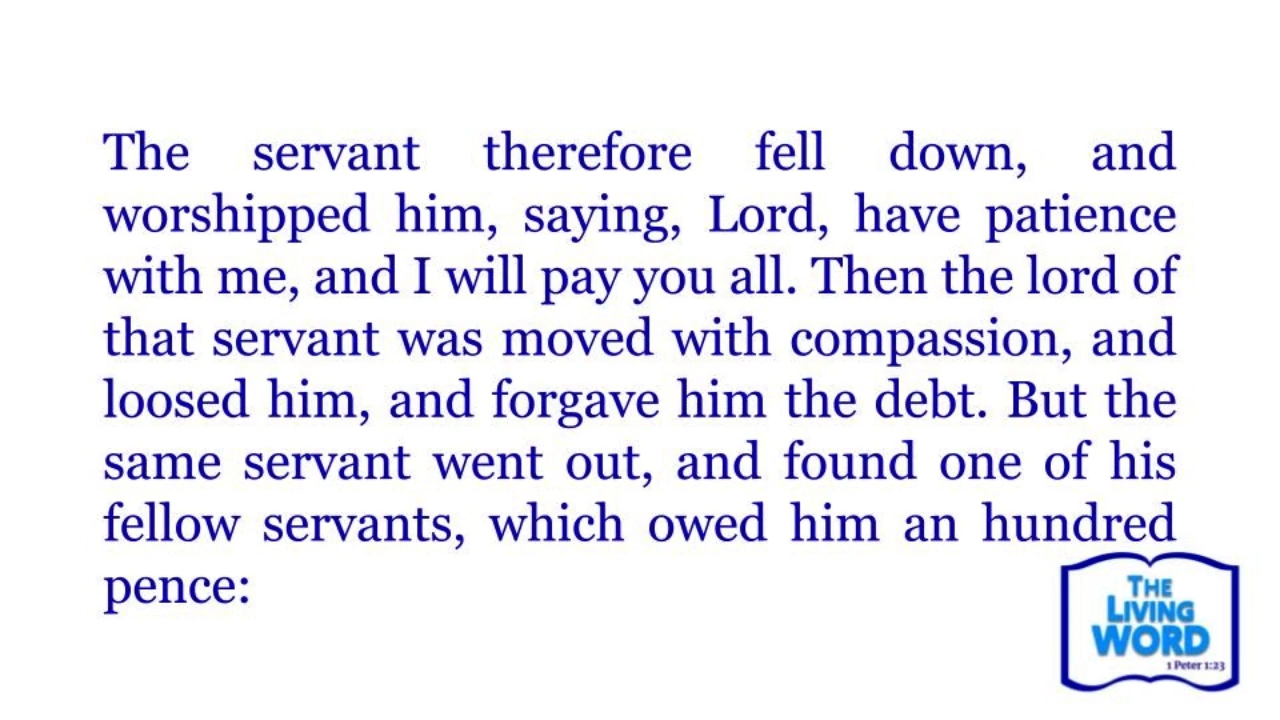 The servant therefore fell down, and
worshipped him, saying, Lord, have patience
with me, and I will pay you all. Then the lord of
that servant was moved with compassion, and
loosed him, and forgave him the debt. But the
same servant went out, and found one of his
fellow servants, which owed him an hundred
pence:
THE
LIVING
WORD
1 Peter 1:23